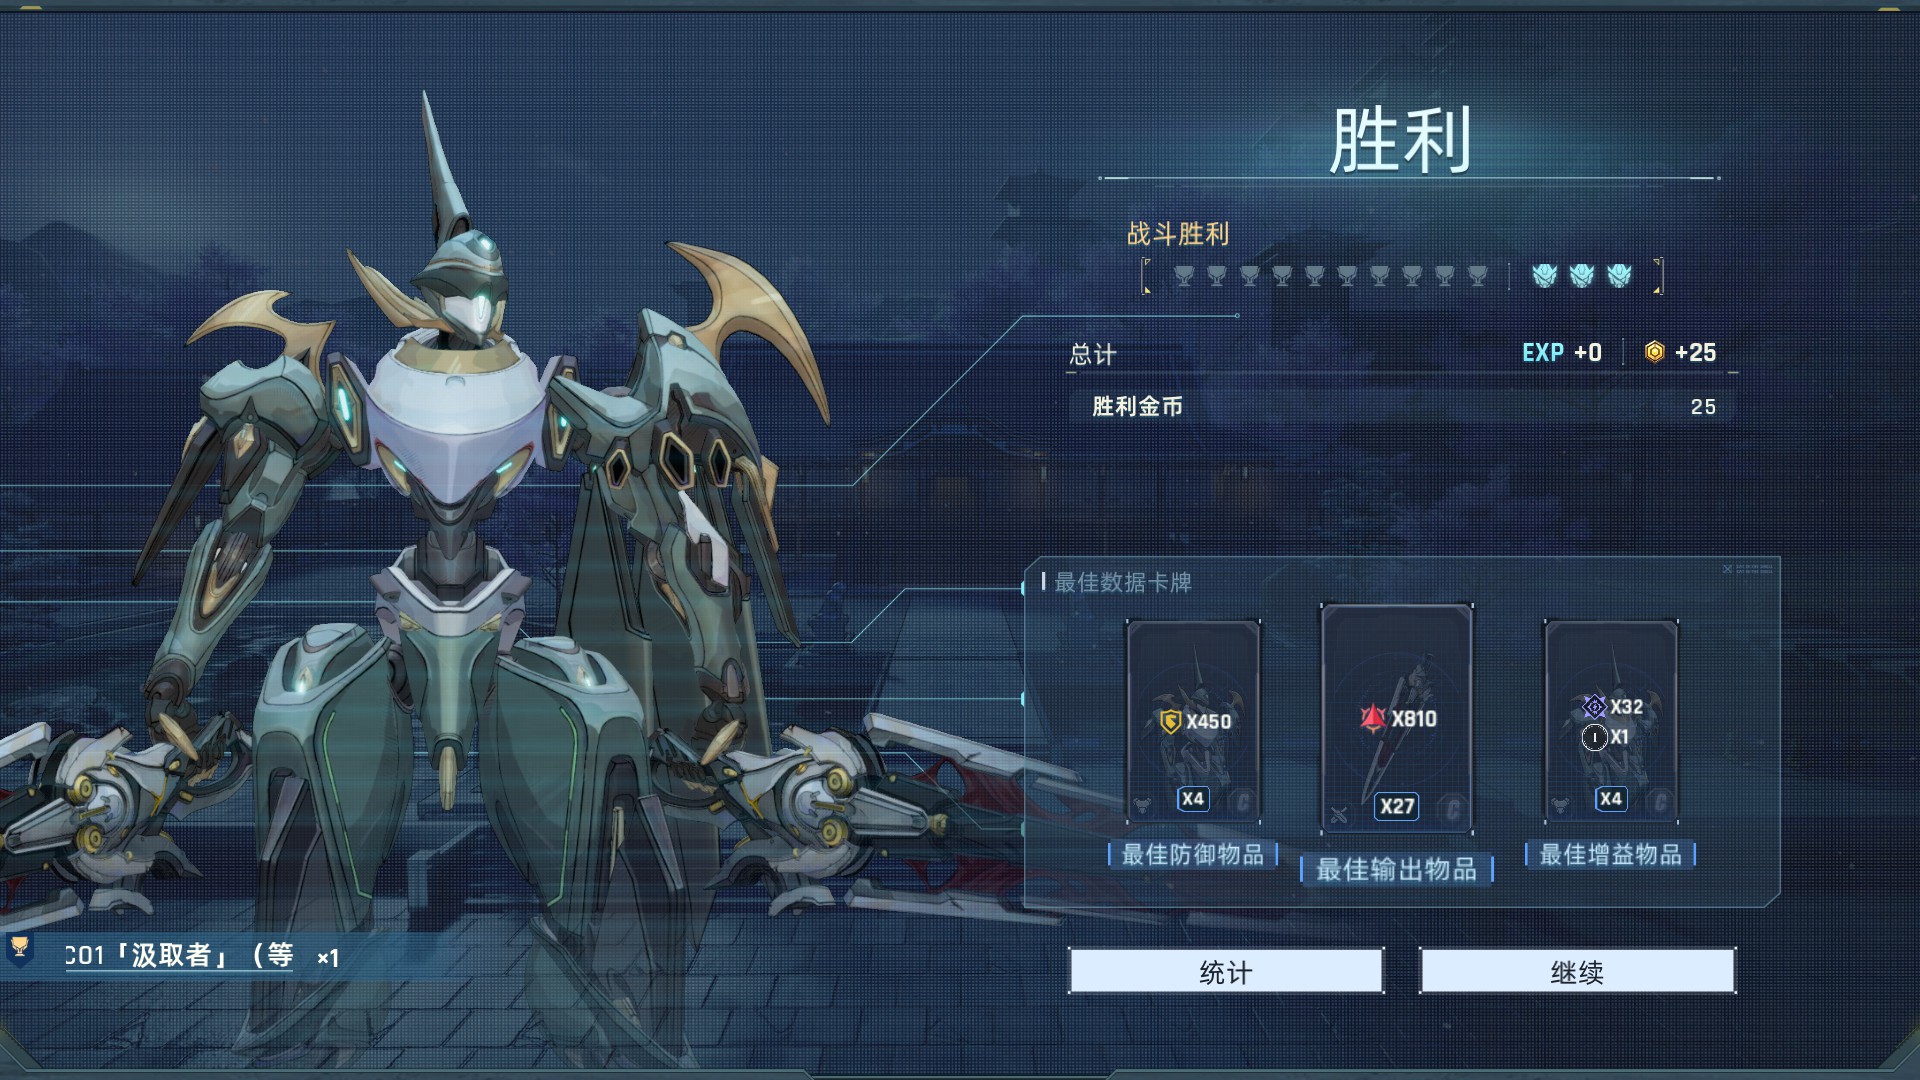 胜利
战斗胜利
总计 EXP +0 +25
胜利金币 25
最佳数据卡牌
X450
X4
C
最佳防御物品
X810
X27
C
最佳输出物品
X32
X1
X4
C
最佳增益物品
C01「汲取者」（等 ×1
统计
继续